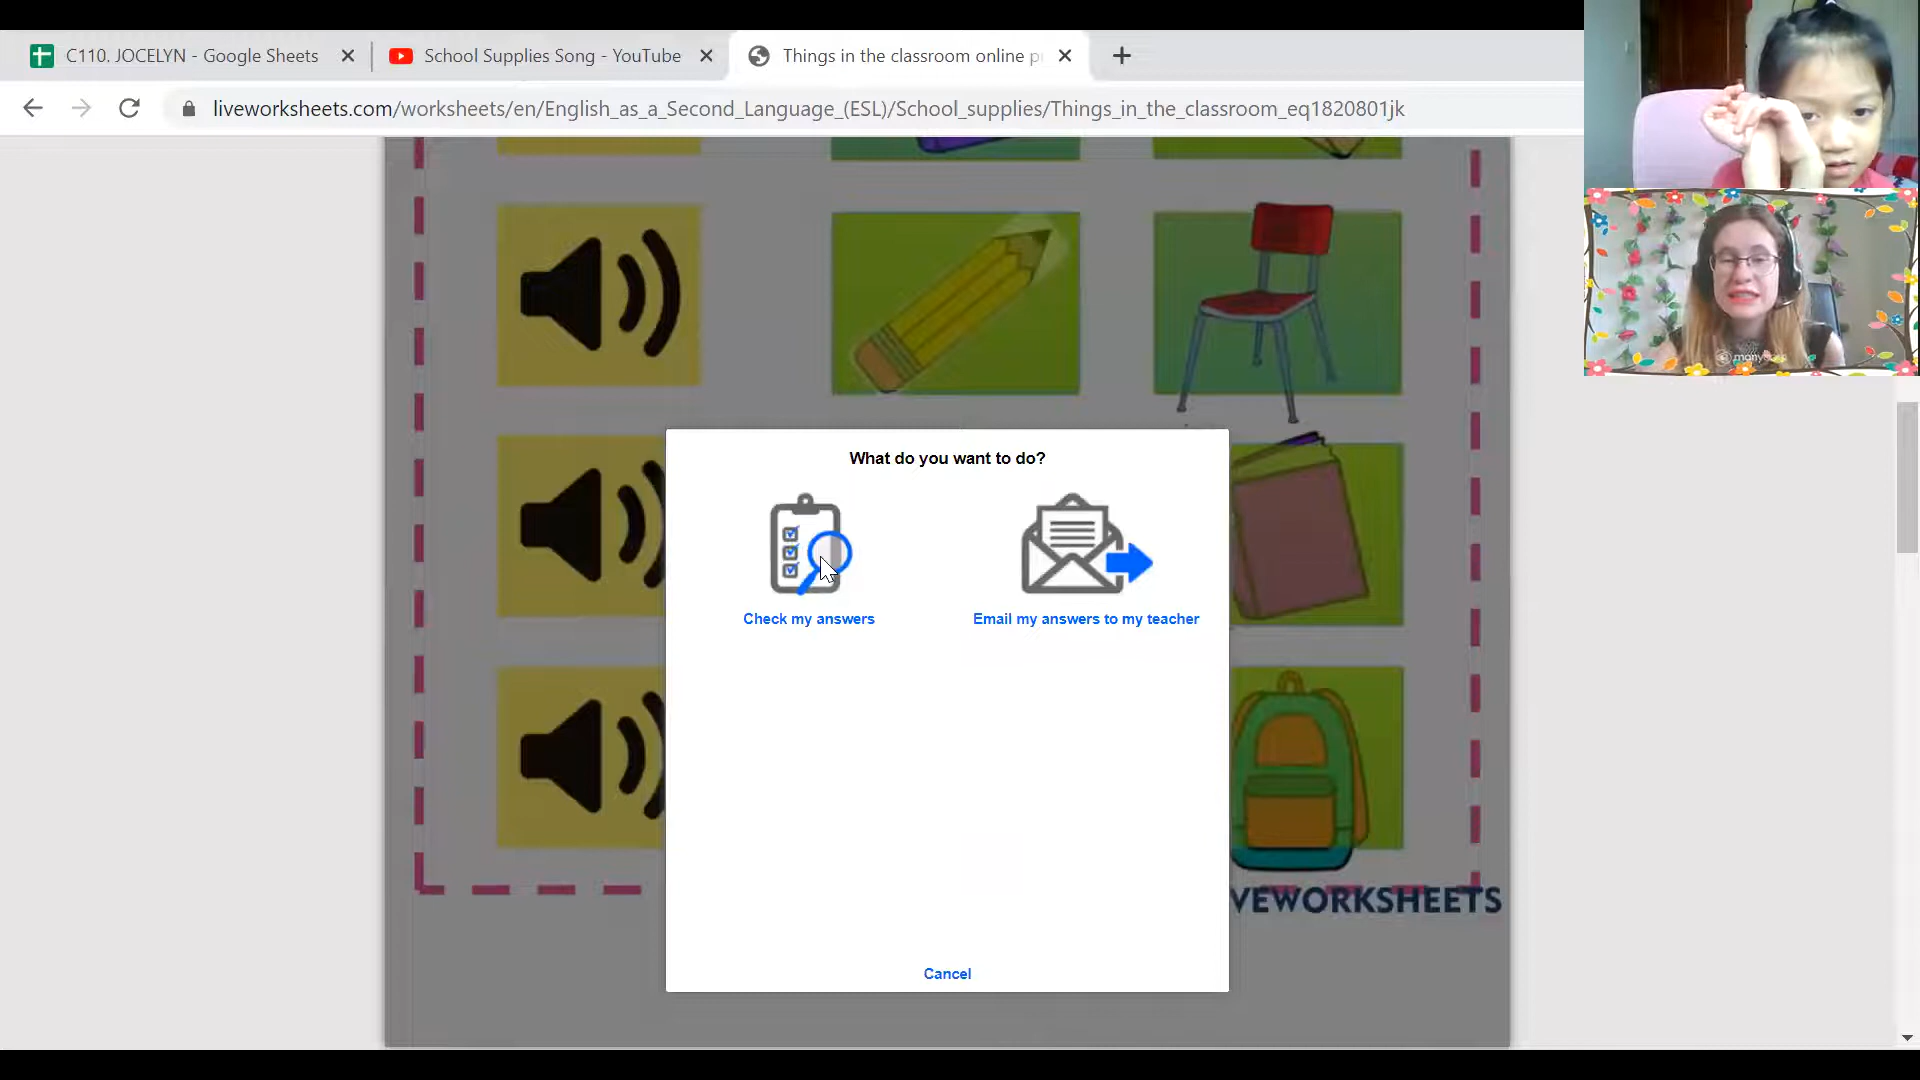 C110. JOCELYN - Google Sheets
School Supplies Song - YouTube
Things in the classroom online p
liveworksheets.com/worksheets/en/English_as_a_Second_Language_(ESL)/School_supplies/Things_in_the_classroom_eq1820801jk
What do you want to do?
Check my answers
Email my answers to my teacher
VEWORKSHEETS
Cancel